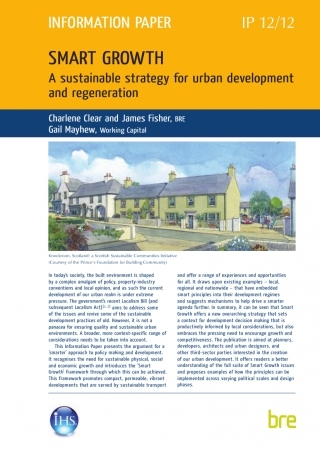 INFORMATION PAPER
IP 12/12
SMART GROWTH
A sustainable strategy for urban development
and regeneration
Charlene Clear and James Fisher, BRE
Gail Mayhew, Working Capital
Knockroon, Scotland: a Scottish Sustainable Communities Initiative
(Courtesy of the Prince's Foundation for Building Community)
In today's society, the built environment is shaped
by a complex amalgam of policy, property-industry
conventions and local opinion, and as such the current
development of our urban realm is under extreme
pressure. The government's recent Localism Bill (and
subsequent Localism Act) aims to address some
of the issues and revive some of the sustainable
development practices of old. However, it is not a
panacea for ensuring quality and sustainable urban
environments. A broader, more context-specific range of
considerations needs to be taken into account.
This Information Paper presents the argument for a
'smarter' approach to policy making and development.
It recognises the need for sustainable physical, social
and economic growth and introduces the 'Smart
Growth' framework through which this can be achieved.
This framework promotes compact, permeable, vibrant
developments that are served by sustainable transport
and offer a range of experiences and opportunities
for all. It draws upon existing examples – local,
regional and nationwide – that have embedded
smart principles into their development regimes
and suggests mechanisms to help drive a smarter
agenda further. In summary, it can be seen that Smart
Growth offers a new overarching strategy that sets
a context for development decision making that is
productively informed by local considerations, but also
embraces the pressing need to encourage growth and
competitiveness. The publication is aimed at planners,
developers, architects and urban designers, and
other third-sector parties interested in the creation
of our urban development. It offers readers a better
understanding of the full suite of Smart Growth issues
and proposes examples of how the principles can be
implemented across varying political scales and design
phases.
IHS
bre